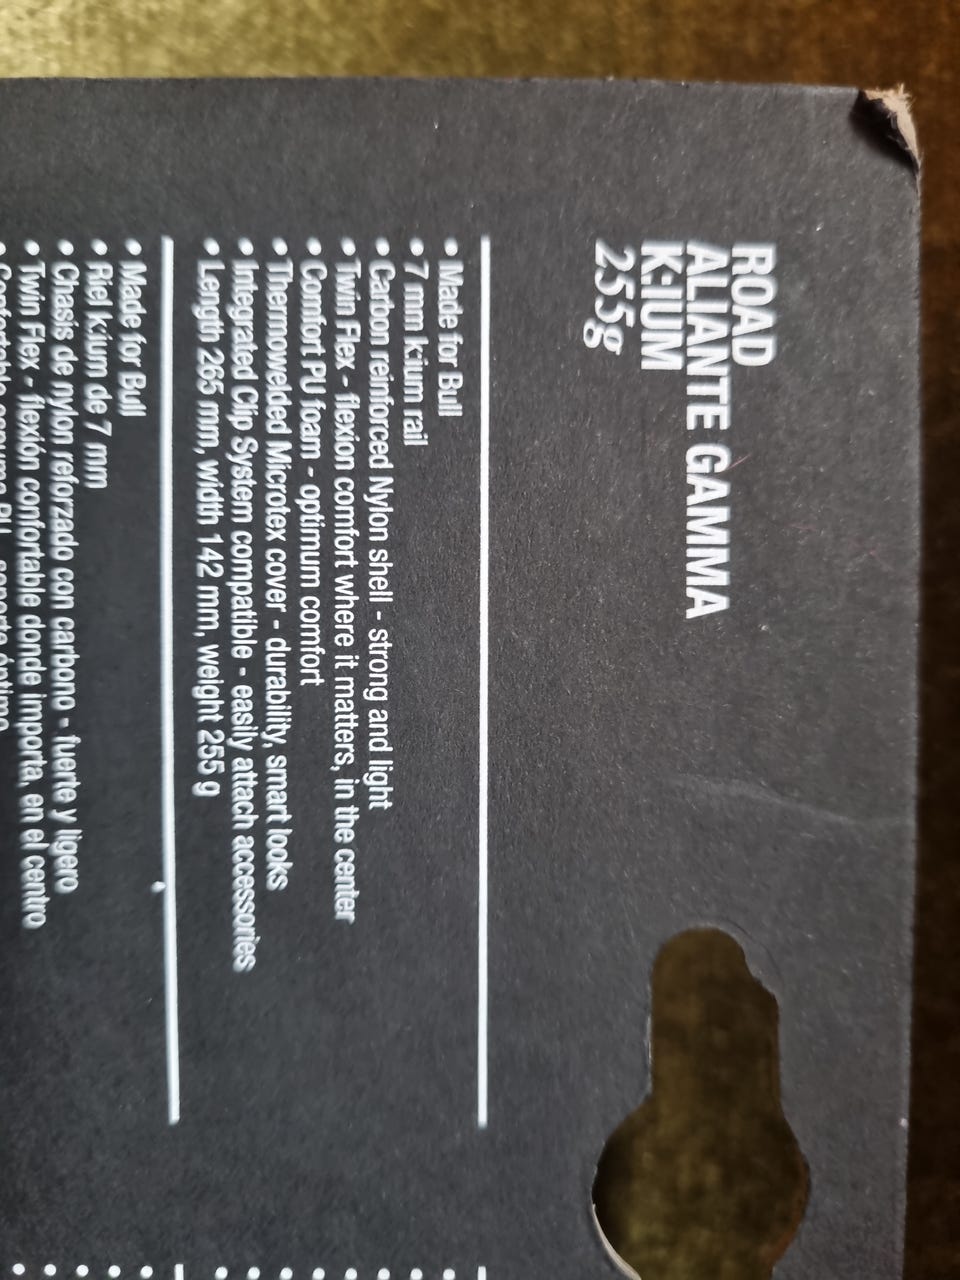 ROAD
ALIANTE GAMMA
K:IUM
255g
• Made for Bull
• 7 mm k:ium rail
• Carbon reinforced Nylon shell - strong and light
• Twin Flex - flexion comfort where it matters, in the center
• Comfort PU foam - optimum comfort
• Thermowelded Microtex cover - durability, smart looks
• Integrated Clip System compatible - easily attach accessories
• Length 265 mm, width 142 mm, weight 255 g
• Made for Bull
• Riel k:ium de 7 mm
• Chasis de nylon reforzado con carbono - fuerte y ligero
• Twin Flex - flexión confortable donde importa, en el centro